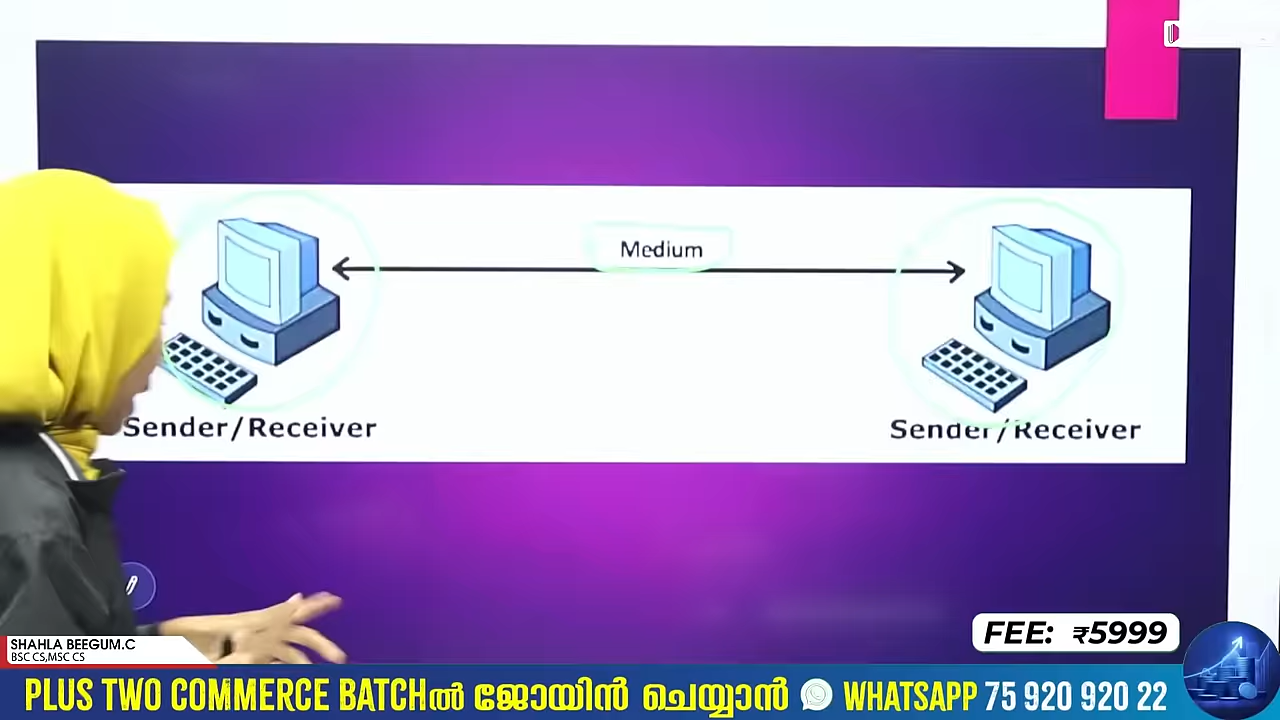 Medium
Sender/Receiver
Sender/Receiver
FEE: ₹5999
SHAHLA BEEGUM.C
BSC CS,MSC CS
PLUS TWO COMMERCE BATCHൽ ജോയിൻ ചെയ്യാൻ WHATSAPP 75 920 920 22